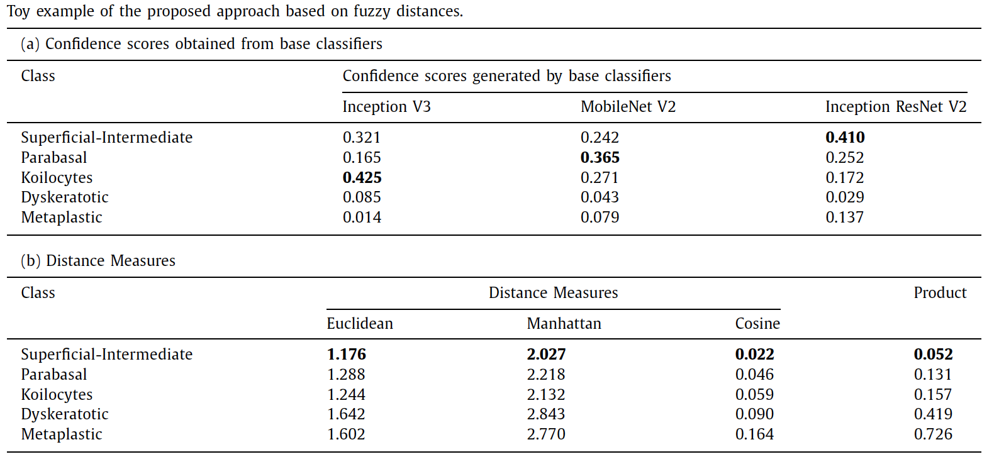 Toy example of the proposed approach based on fuzzy distances.
(a) Confidence scores obtained from base classifiers
Class Confidence scores generated by base classifiers
Inception V3 MobileNet V2 Inception ResNet V2
Superficial-Intermediate 0.321 0.242 0.410
Parabasal 0.165 0.365 0.252
Koilocytes 0.425 0.271 0.172
Dyskeratotic 0.085 0.043 0.029
Metaplastic 0.014 0.079 0.137
(b) Distance Measures
Class Distance Measures Product
Euclidean Manhattan Cosine
Superficial-Intermediate 1.176 2.027 0.022 0.052
Parabasal 1.288 2.218 0.046 0.131
Koilocytes 1.244 2.132 0.059 0.157
Dyskeratotic 1.642 2.843 0.090 0.419
Metaplastic 1.602 2.770 0.164 0.726